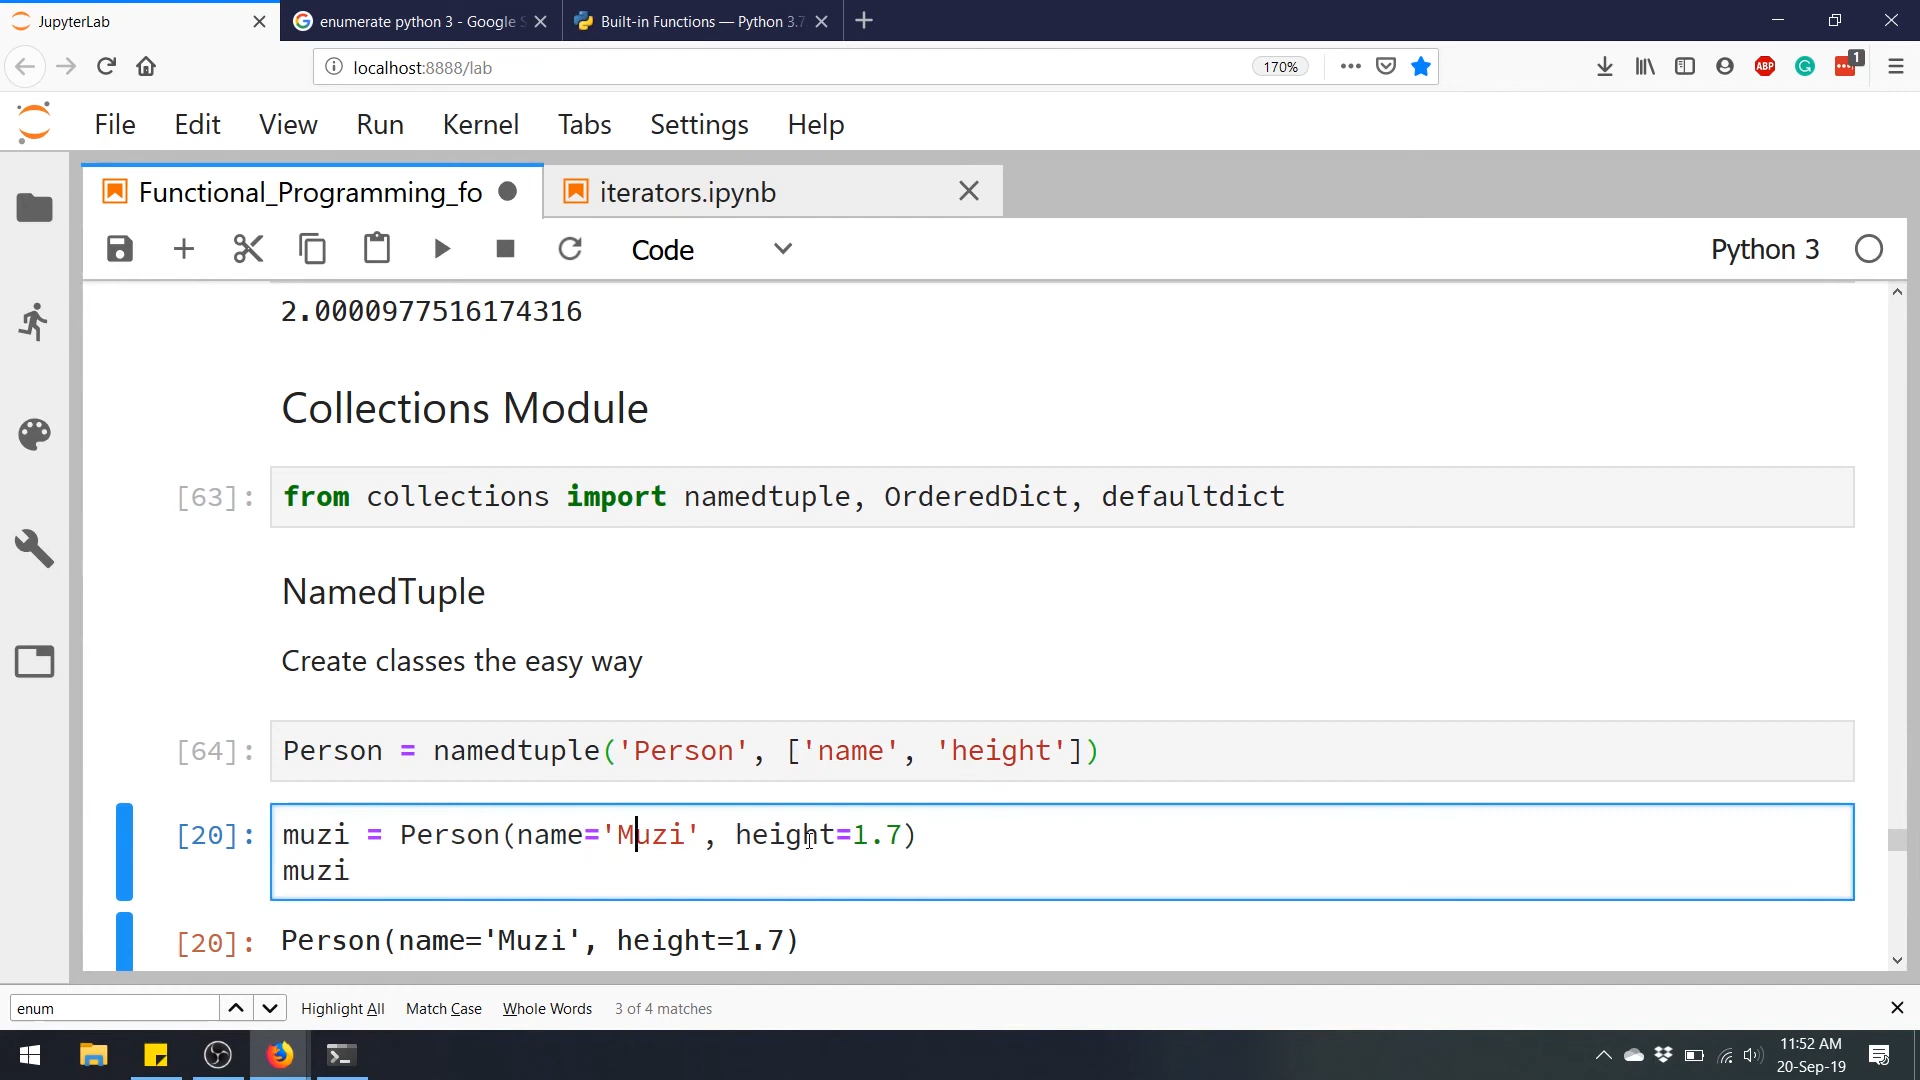 JupyterLab
enumerate python 3 - Google S
Built-in Functions — Python 3.7
localhost:8888/lab
170%
ABP
1
File Edit View Run Kernel Tabs Settings Help
Functional_Programming_fo
iterators.ipynb
Code
Python 3
2.0000977516174316
Collections Module
[63]: from collections import namedtuple, OrderedDict, defaultdict
NamedTuple
Create classes the easy way
[64]: Person = namedtuple('Person', ['name', 'height'])
[20]: muzi = Person(name='Muzi', height=1.7)
muzi
[20]: Person(name='Muzi', height=1.7)
enum
Highlight All Match Case Whole Words 3 of 4 matches
11:52 AM
20-Sep-19